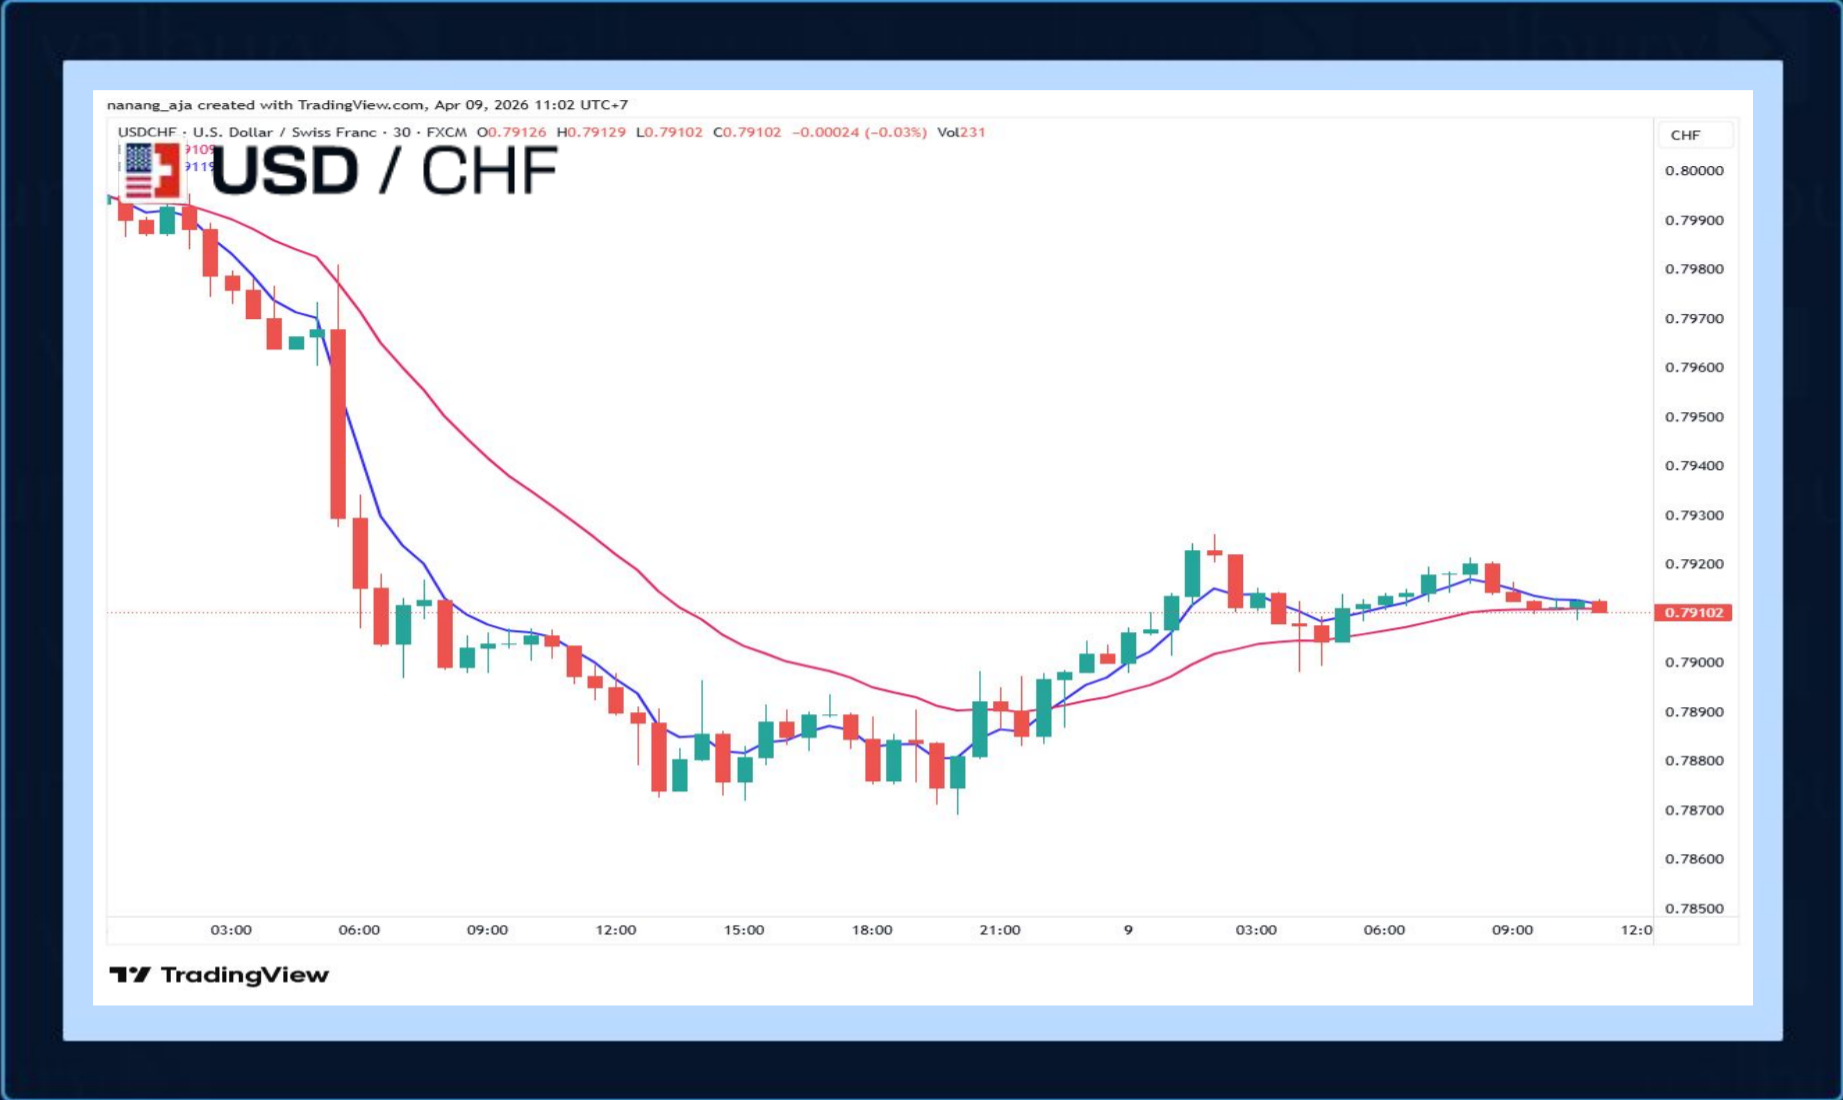 nanang_aja created with TradingView.com, Apr 09, 2026 11:02 UTC+7
USDCHF · U.S. Dollar / Swiss Franc · 30 · FXCM O0.79126 H0.79129 L0.79102 C0.79102 −0.00024 (−0.03%) Vol231
USD / CHF
CHF
0.80000
0.79900
0.79800
0.79700
0.79600
0.79500
0.79400
0.79300
0.79200
0.79102
0.79000
0.78900
0.78800
0.78700
0.78600
0.78500
03:00 06:00 09:00 12:00 15:00 18:00 21:00 9 03:00 06:00 09:00 12:0
TradingView